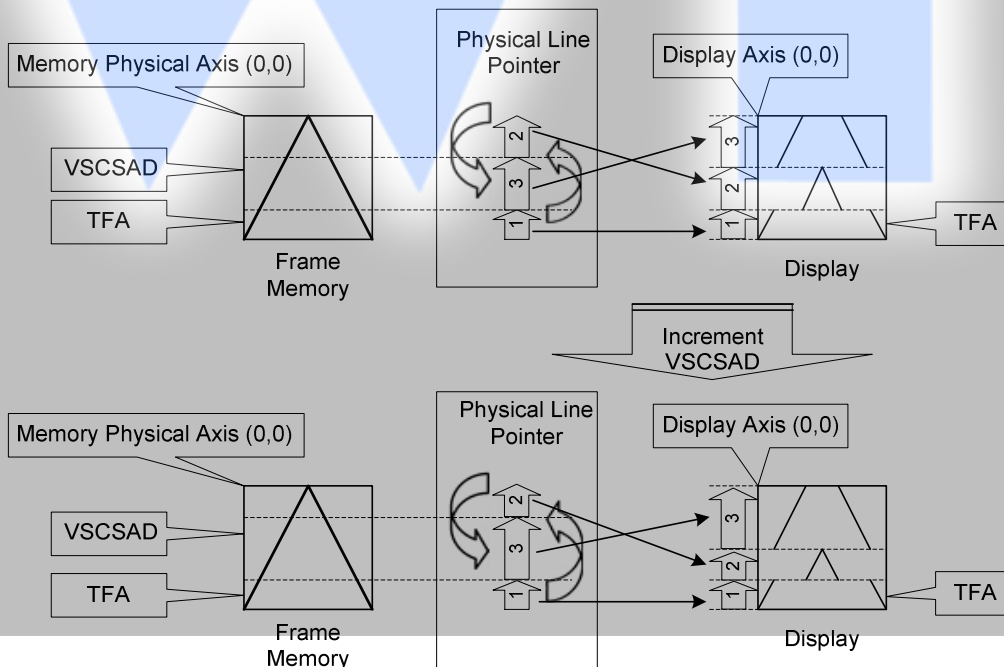 Physical Line
Pointer
Memory Physical Axis (0,0)
Display Axis (0,0)
VSCSAD
TFA
2
3
1
3
2
1
TFA
Frame
Memory
Display
Increment
VSCSAD
Physical Line
Pointer
Memory Physical Axis (0,0)
Display Axis (0,0)
VSCSAD
TFA
2
3
1
3
2
1
TFA
Frame
Memory
Display